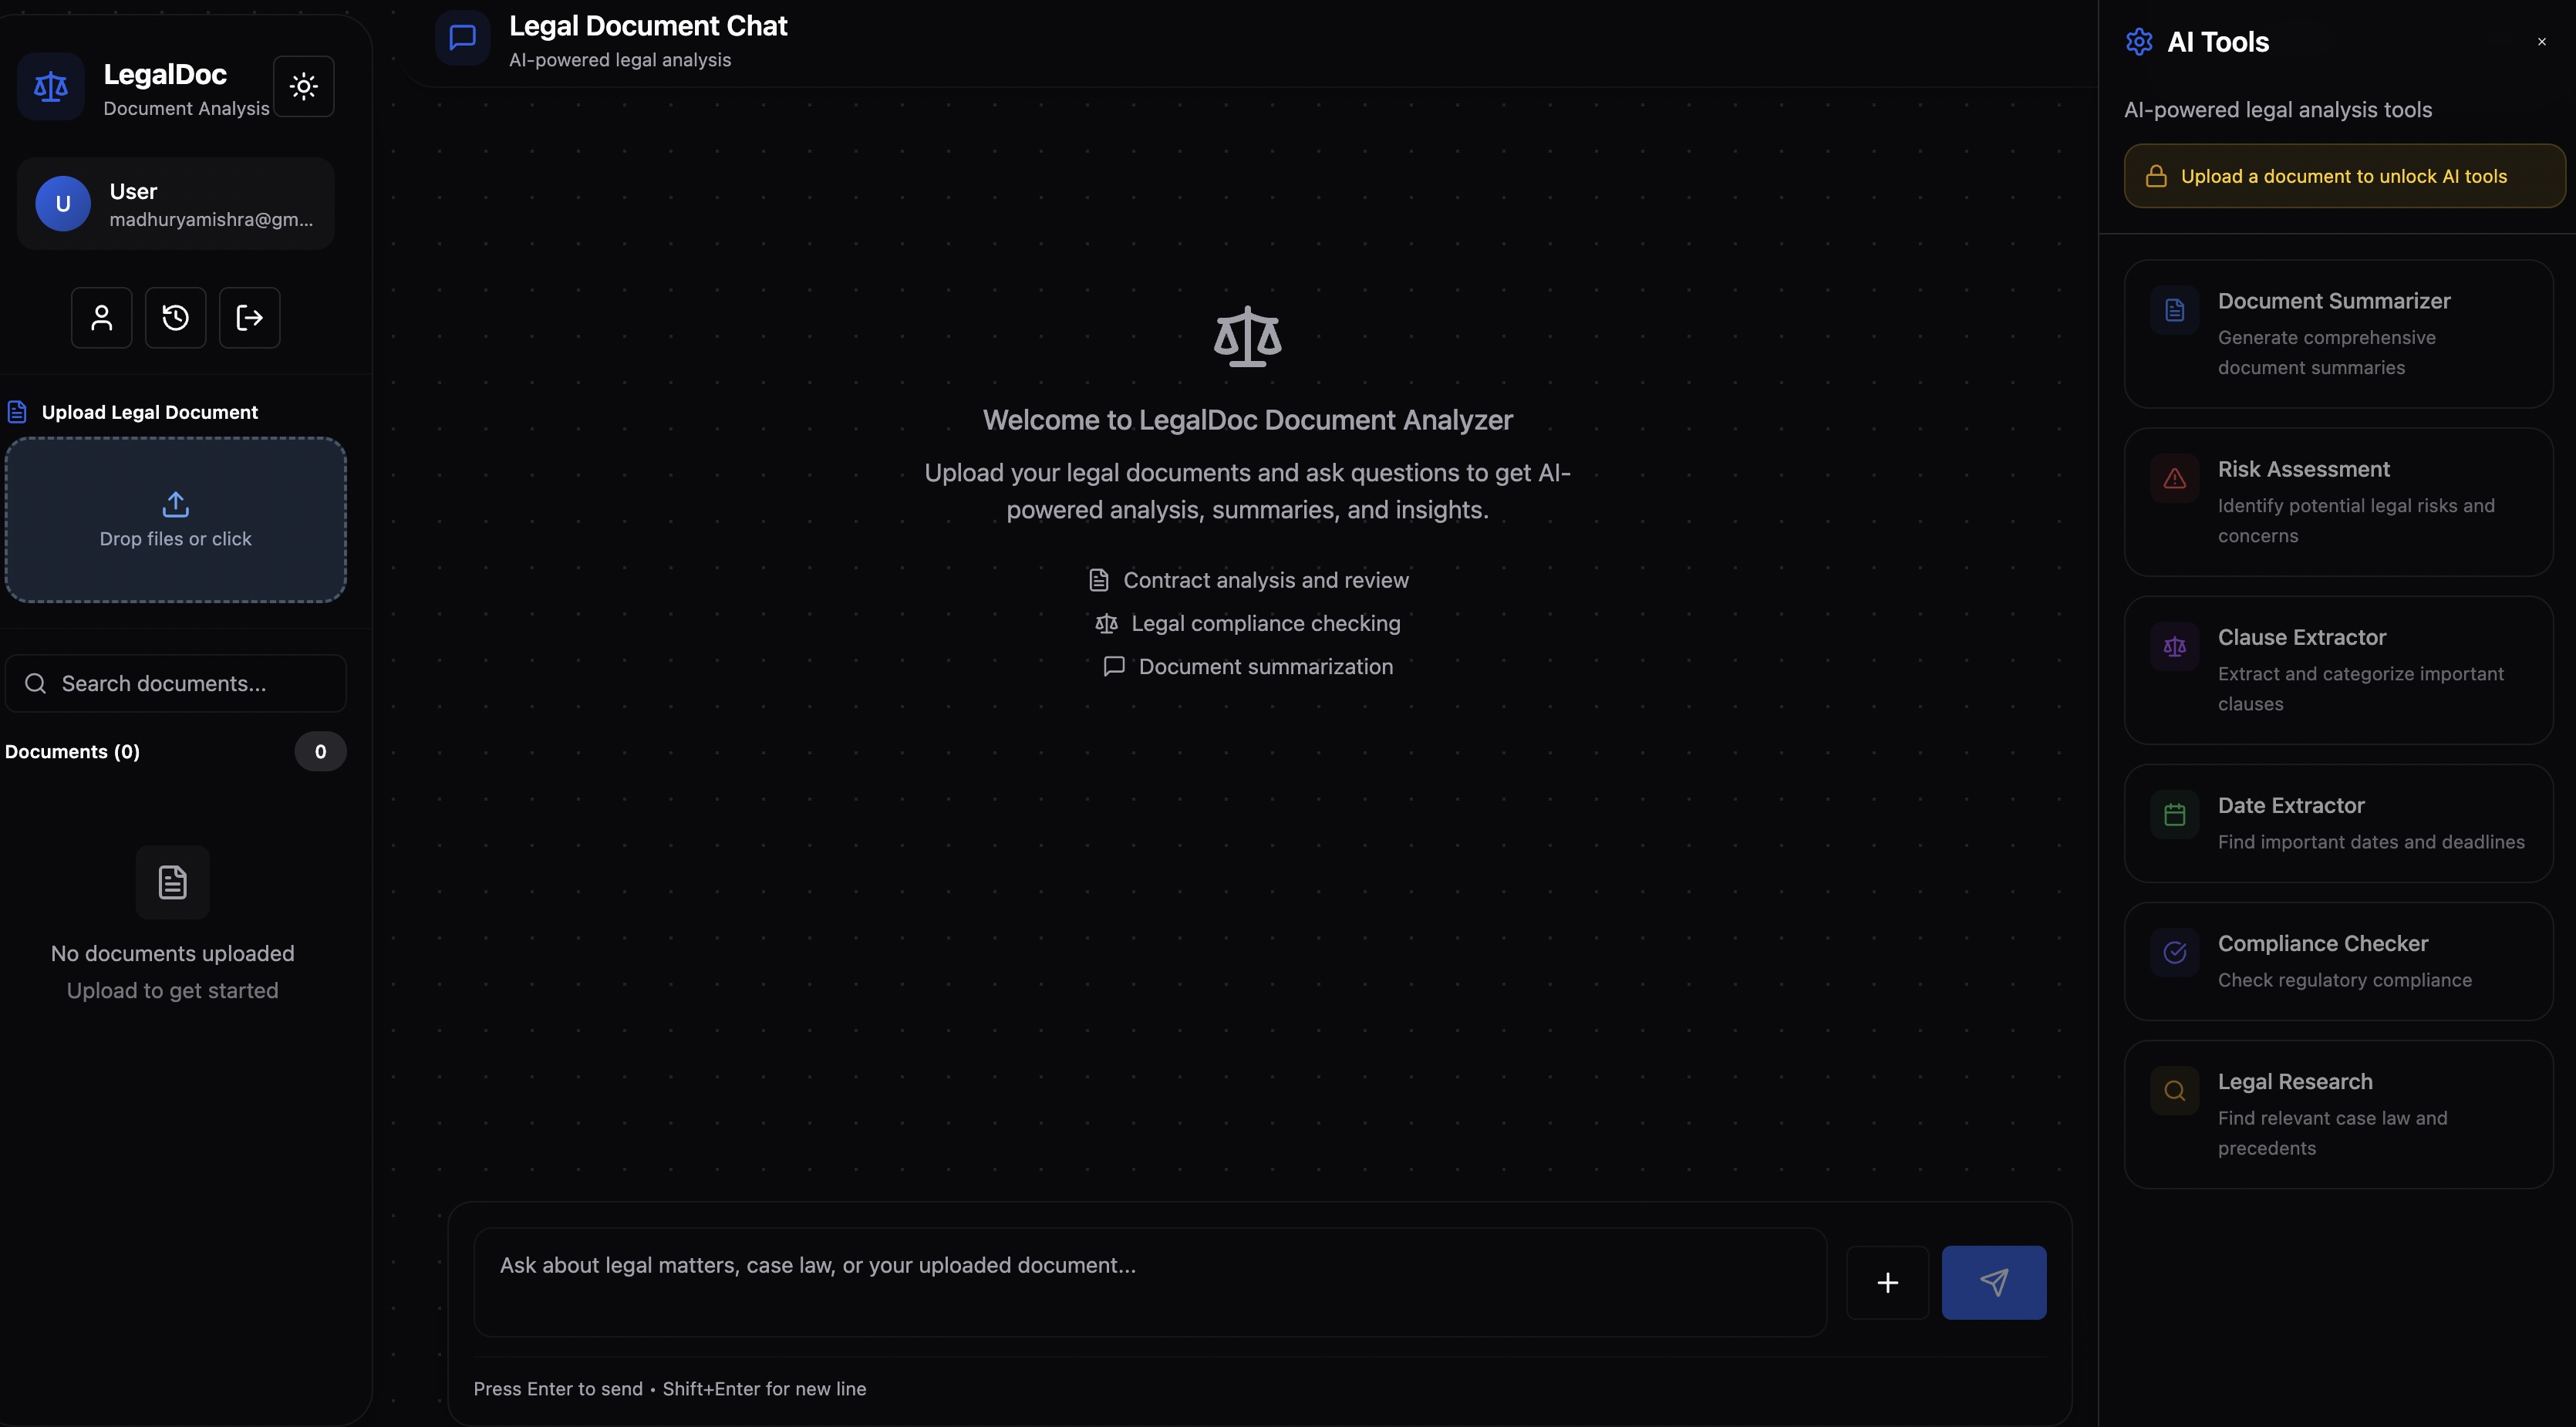 LegalDoc
Document Analysis
U
User
madhuryamishra@gm...
Upload Legal Document
Drop files or click
Search documents...
Documents (0)
0
No documents uploaded
Upload to get started
Legal Document Chat
AI-powered legal analysis
Welcome to LegalDoc Document Analyzer
Upload your legal documents and ask questions to get AI-
powered analysis, summaries, and insights.
Contract analysis and review
Legal compliance checking
Document summarization
Ask about legal matters, case law, or your uploaded document...
Press Enter to send • Shift+Enter for new line
AI Tools
AI-powered legal analysis tools
Upload a document to unlock AI tools
Document Summarizer
Generate comprehensive
document summaries
Risk Assessment
Identify potential legal risks and
concerns
Clause Extractor
Extract and categorize important
clauses
Date Extractor
Find important dates and deadlines
Compliance Checker
Check regulatory compliance
Legal Research
Find relevant case law and
precedents